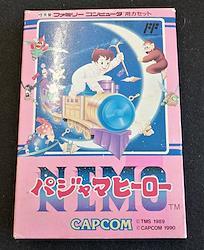 ファミリーコンピュータ用カセット
FF
NEMO
パジャマヒーロー
TM
CAPCOM
© TMS 1989
© CAPCOM 1990